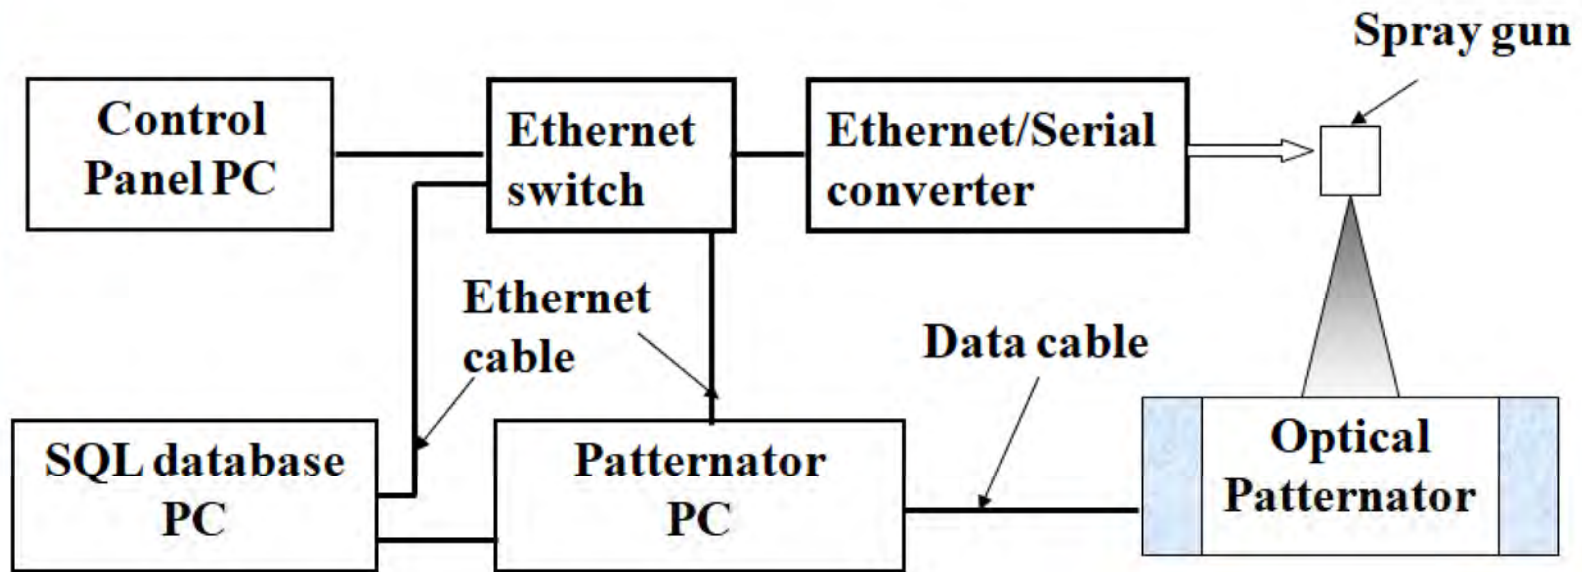 Spray gun
Control
Panel PC
Ethernet
switch
Ethernet/Serial
converter
Ethernet
cable
Data cable
SQL database
PC
Patternator
PC
Optical
Patternator